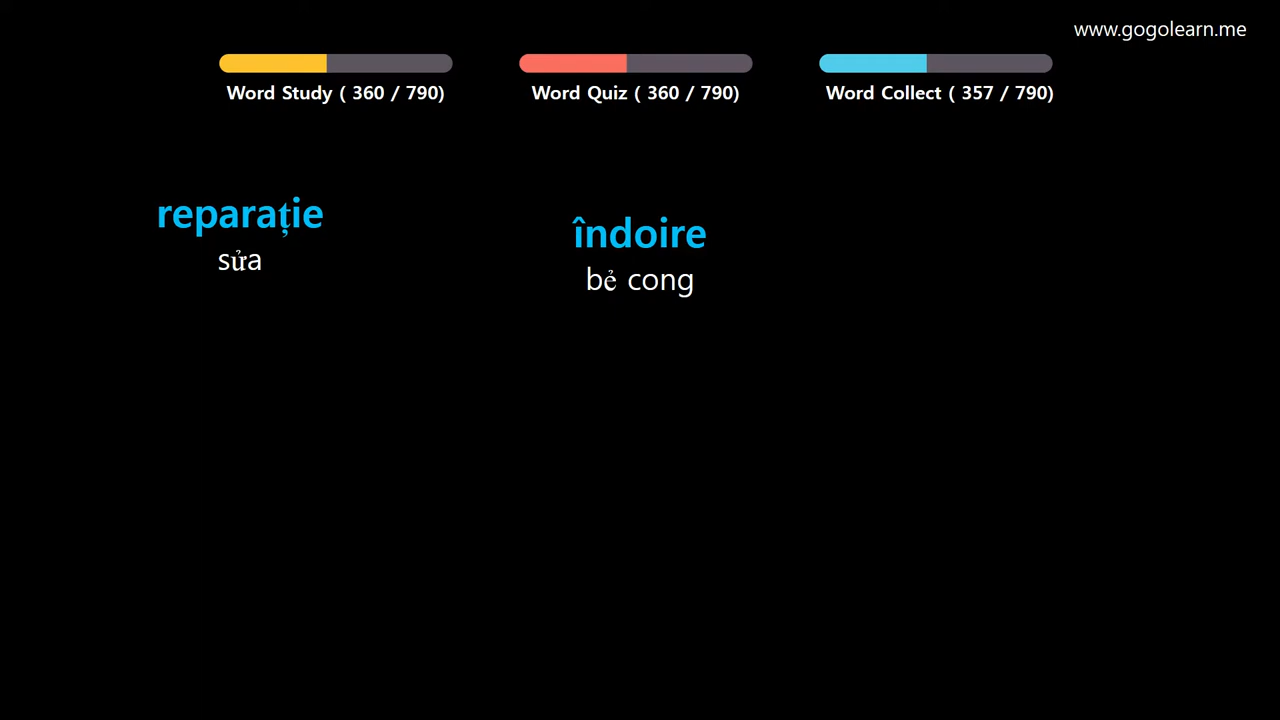 www.gogolearn.me
Word Study ( 360 / 790)
Word Quiz ( 360 / 790)
Word Collect ( 357 / 790)
reparație
sửa
îndoire
bẻ cong